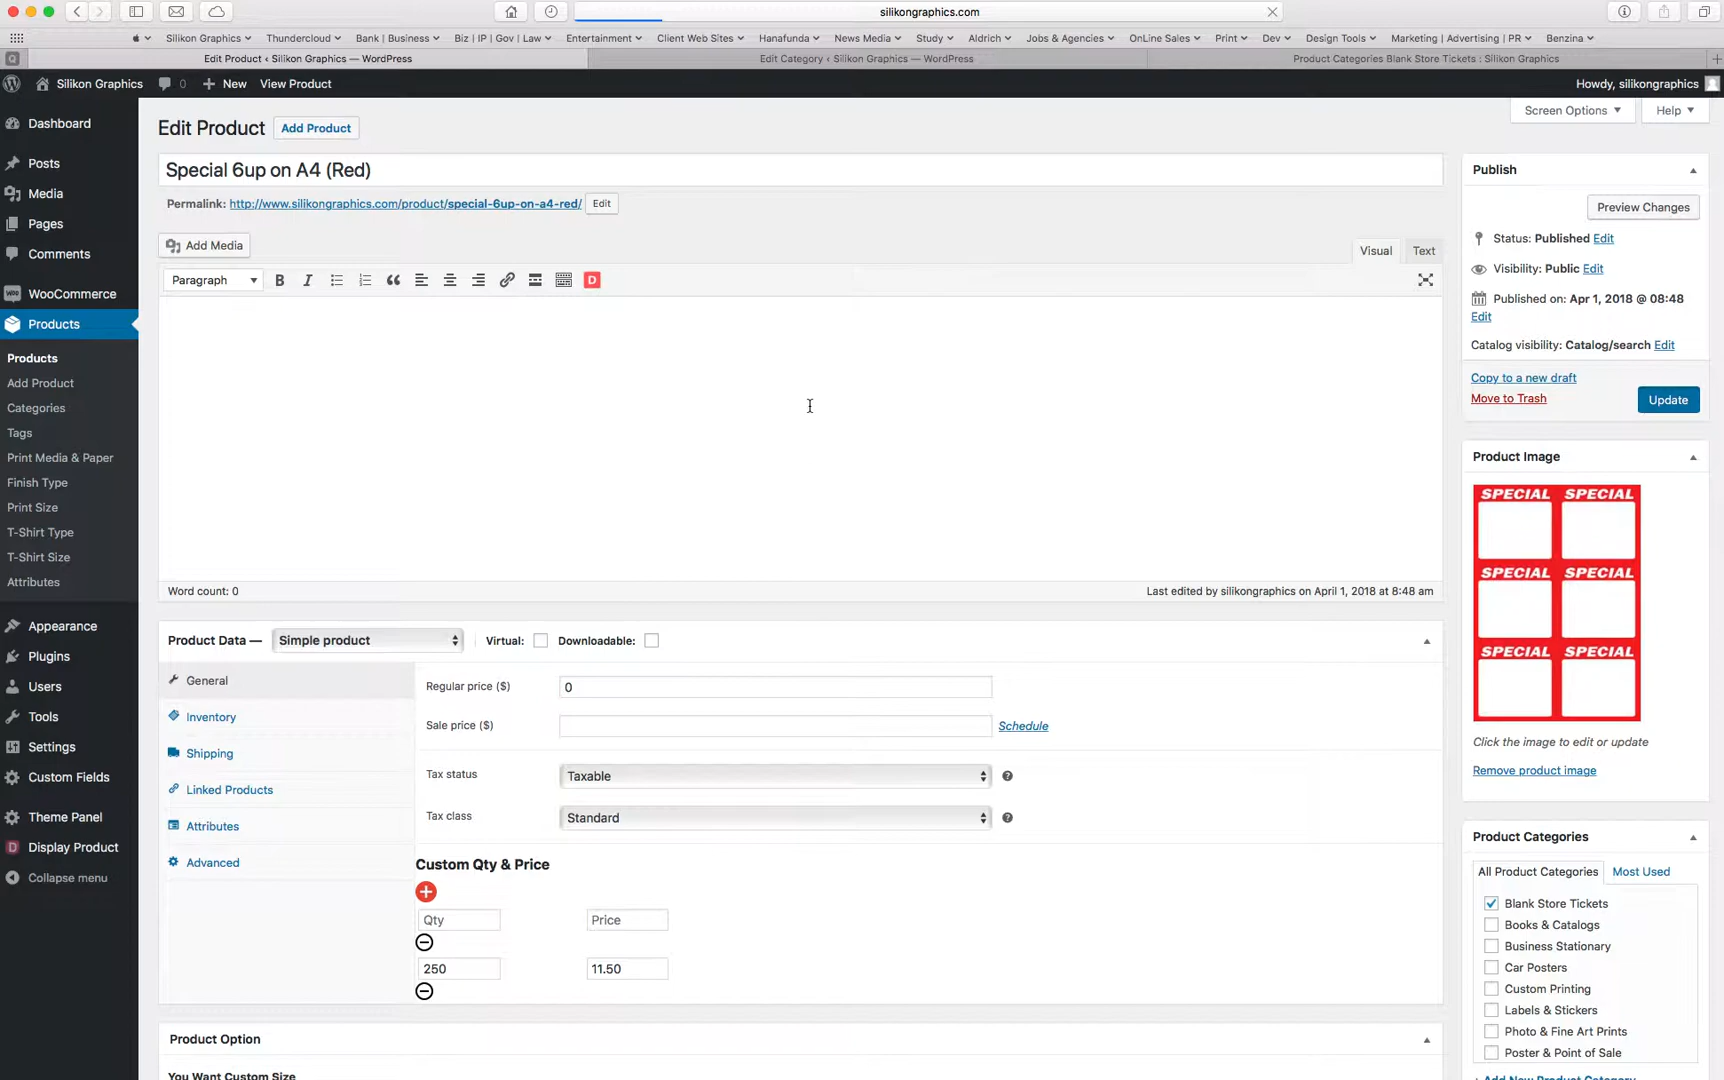 silikongraphics.com
Silikon Graphics Thundercloud Bank | Business Biz | IP | Gov | Law Entertainment Client Web Sites Hanafunda News Media Study Aldrich Jobs & Agencies OnLine Sales Print Dev Design Tools Marketing | Advertising | PR Benzina
Q Edit Product ‹ Silikon Graphics — WordPress Edit Category ‹ Silikon Graphics — WordPress Product Categories Blank Store Tickets : Silikon Graphics
Silikon Graphics 0 New View Product Howdy, silikongraphics
Screen Options Help
Dashboard
Posts
Media
Pages
Comments
WooCommerce
Products
Products
Add Product
Categories
Tags
Print Media & Paper
Finish Type
Print Size
T-Shirt Type
T-Shirt Size
Attributes
Appearance
Plugins
Users
Tools
Settings
Custom Fields
Theme Panel
D Display Product
Collapse menu
Edit Product Add Product
Special 6up on A4 (Red)
Permalink: http://www.silikongraphics.com/product/special-6up-on-a4-red/ Edit
Add Media
Visual Text
Paragraph B I D
Word count: 0 Last edited by silikongraphics on April 1, 2018 at 8:48 am
Product Data — Simple product Virtual: Downloadable:
General
Inventory
Shipping
Linked Products
Attributes
Advanced
Regular price ($) 0
Sale price ($) Schedule
Tax status Taxable
Tax class Standard
Custom Qty & Price
Qty Price
250 11.50
Product Option
You Want Custom Size
Publish
Preview Changes
Status: Published Edit
Visibility: Public Edit
Published on: Apr 1, 2018 @ 08:48
Edit
Catalog visibility: Catalog/search Edit
Copy to a new draft
Move to Trash Update
Product Image
SPECIAL SPECIAL
SPECIAL SPECIAL
SPECIAL SPECIAL
Click the image to edit or update
Remove product image
Product Categories
All Product Categories Most Used
Blank Store Tickets
Books & Catalogs
Business Stationary
Car Posters
Custom Printing
Labels & Stickers
Photo & Fine Art Prints
Poster & Point of Sale
+ Add New Product Category